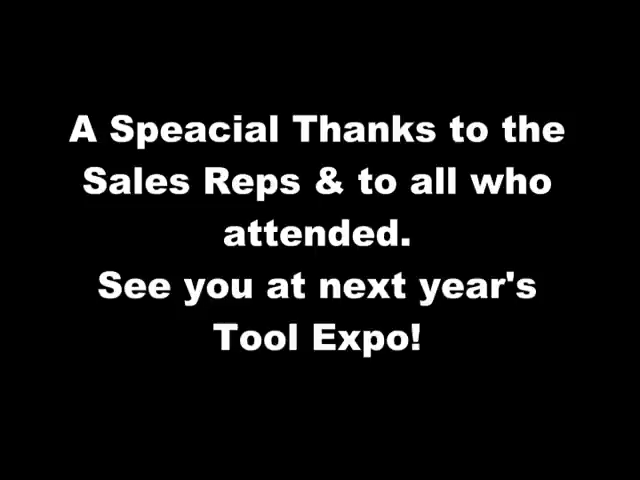 A Speacial Thanks to the
Sales Reps & to all who
attended.
See you at next year's
Tool Expo!